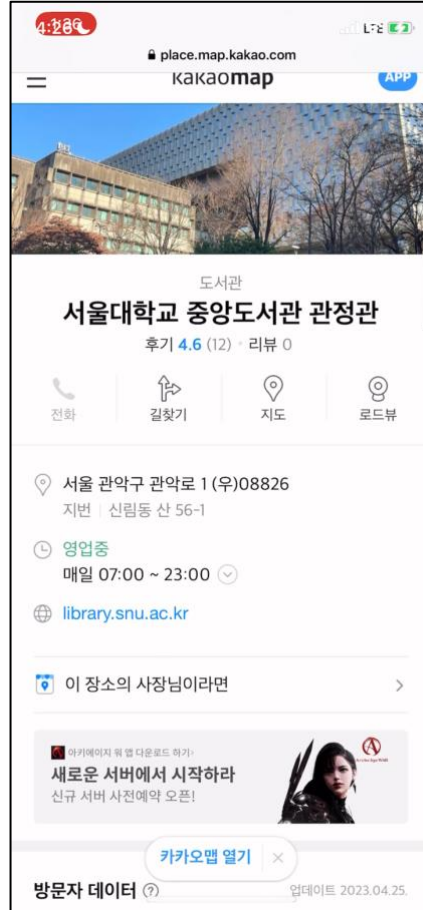 place.map.kakao.com
kakaomap
APP
도서관
서울대학교 중앙도서관 관정관
후기 4.6 (12) · 리뷰 0
전화
길찾기
지도
로드뷰
서울 관악구 관악로 1 (우)08826
지번 신림동 산 56-1
영업중
매일 07:00 ~ 23:00
library.snu.ac.kr
이 장소의 사장님이라면
아키에이지 워 앱 다운로드 하기
새로운 서버에서 시작하라
신규 서버 사전예약 오픈!
카카오맵 열기
방문자 데이터
업데이트 2023.04.25.